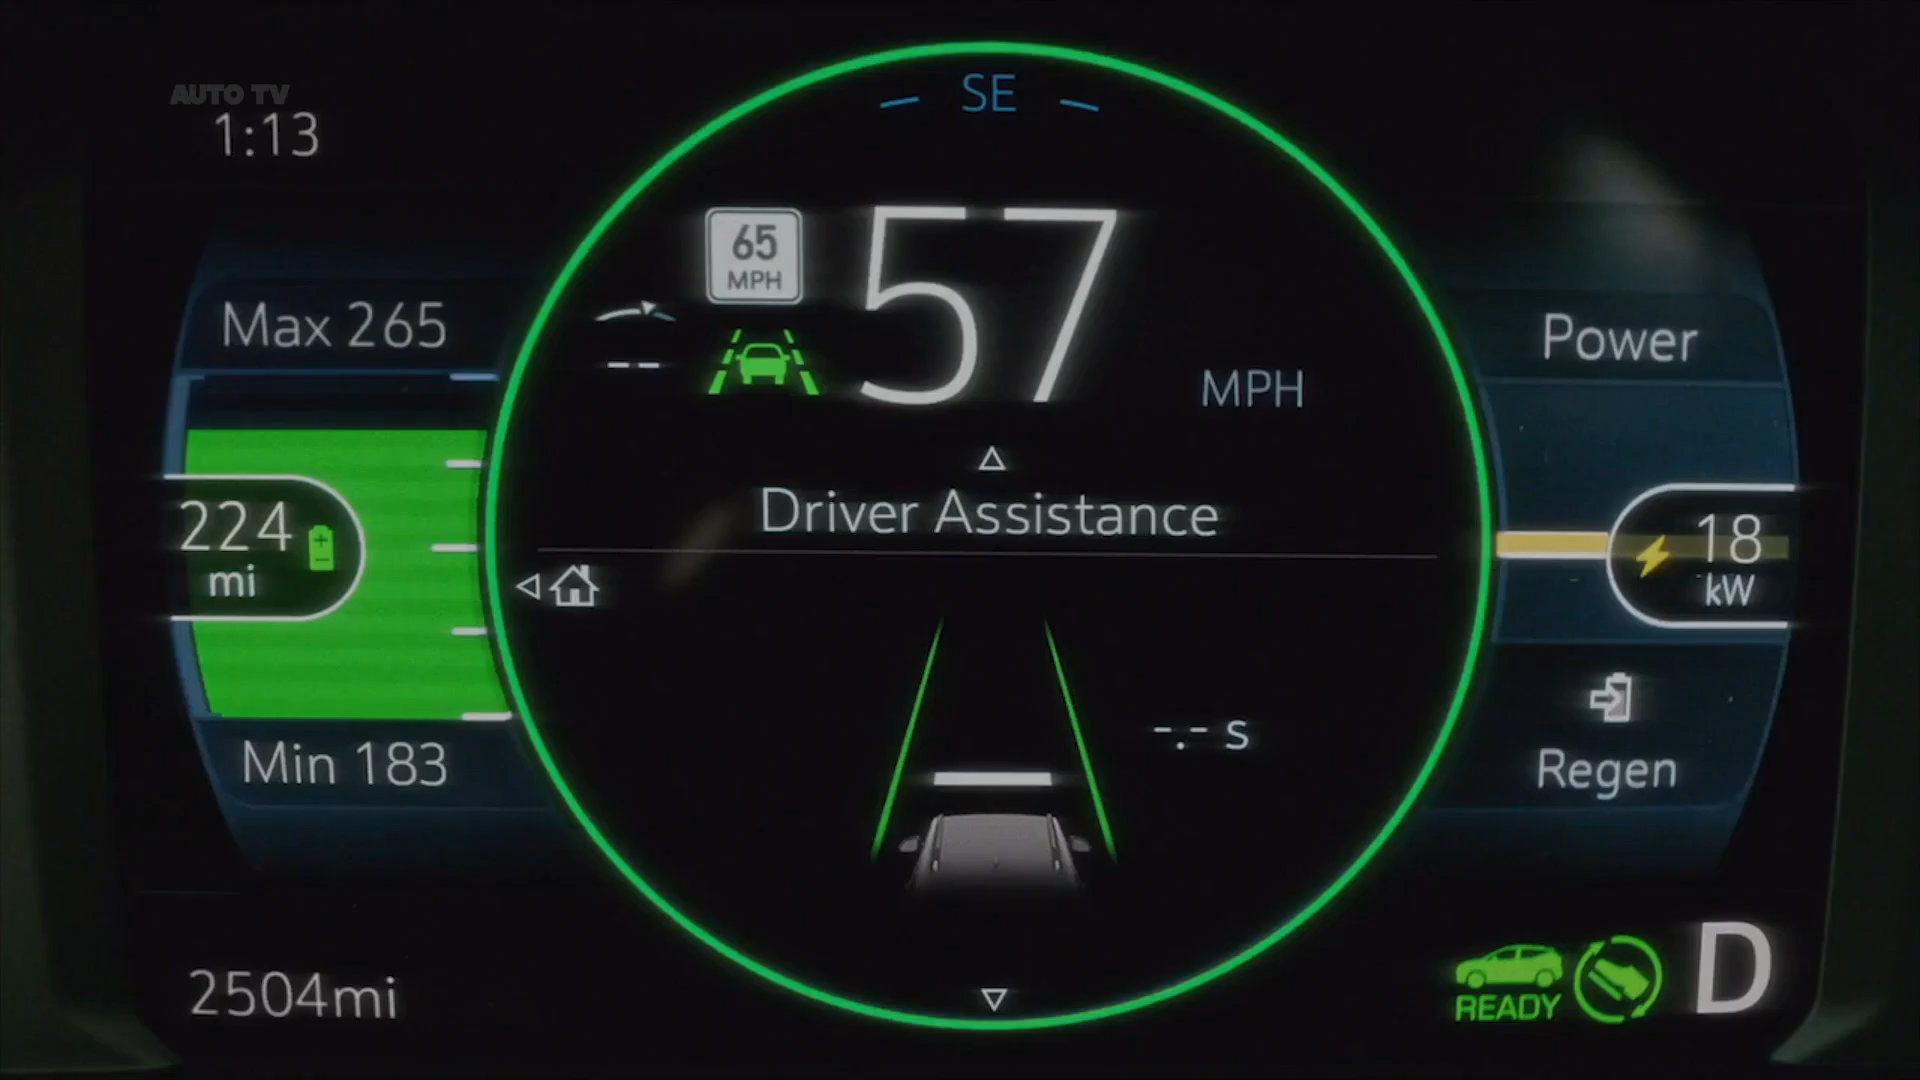 AUTO TV
1:13
SE
65
MPH
57
MPH
Max 265
Power
224
mi
Driver Assistance
18
kW
-.- s
Min 183
Regen
2504mi
READY
D